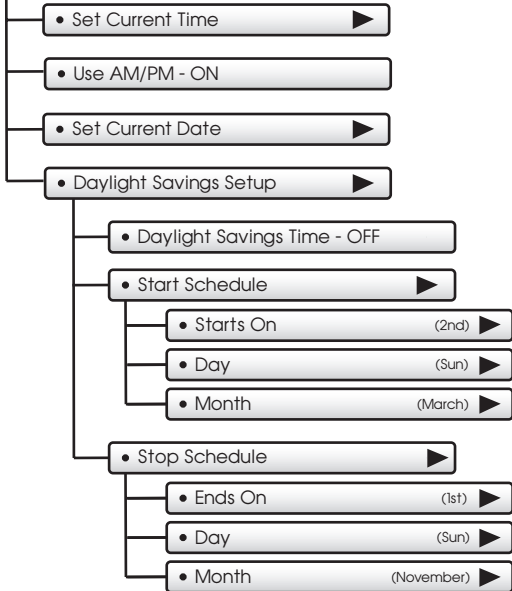 • Set Current Time
• Use AM/PM - ON
• Set Current Date
• Daylight Savings Setup
• Daylight Savings Time - OFF
• Start Schedule
• Starts On (2nd)
• Day (Sun)
• Month (March)
• Stop Schedule
• Ends On (1st)
• Day (Sun)
• Month (November)